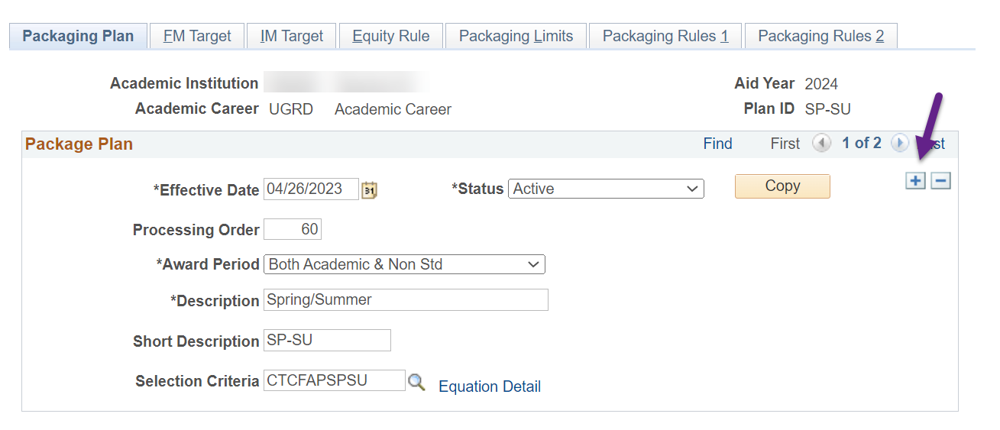 Packaging Plan FM Target IM Target Equity Rule Packaging Limits Packaging Rules 1 Packaging Rules 2
Academic Institution Aid Year 2024
Academic Career UGRD Academic Career Plan ID SP-SU
Package Plan Find First 1 of 2
*Effective Date 04/26/2023 31 *Status Active Copy
Processing Order 60
*Award Period Both Academic & Non Std
*Description Spring/Summer
Short Description SP-SU
Selection Criteria CTCFAPSPSU Equation Detail